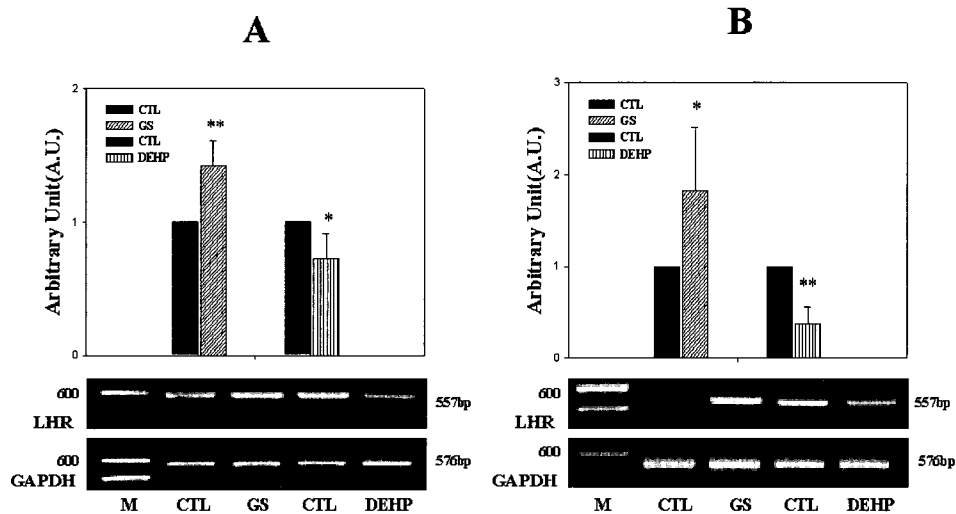 A
B
2
1
0
Arbitrary Unit(A.U.)
CTL
GS
CTL
DEHP
**
*
600
LHR
557bp
600
GAPDH
576bp
M CTL GS CTL DEHP
3
2
1
0
Arbitrary Unit(A.U.)
CTL
GS
CTL
DEHP
*
**
600
LHR
557bp
600
GAPDH
576bp
M CTL GS CTL DEHP